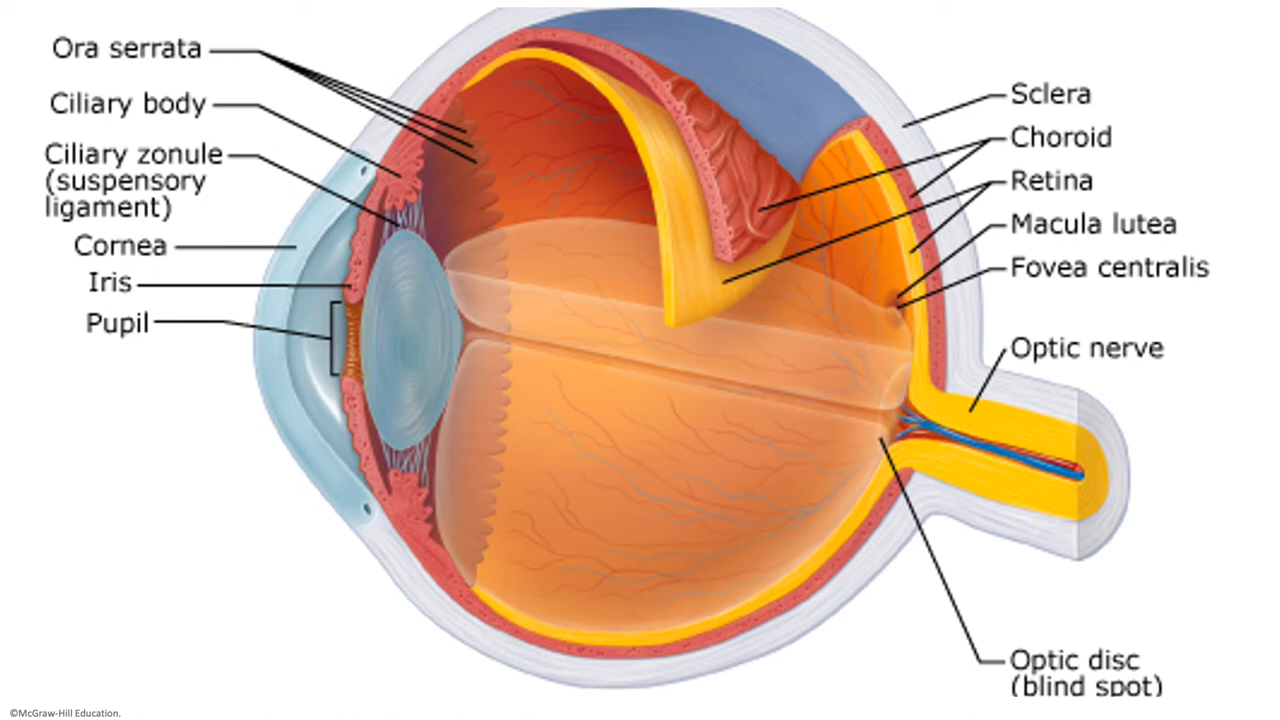 Ora serrata
Ciliary body
Ciliary zonule
(suspensory
ligament)
Cornea
Iris
Pupil
Sclera
Choroid
Retina
Macula lutea
Fovea centralis
Optic nerve
Optic disc
(blind spot)
©McGraw-Hill Education.